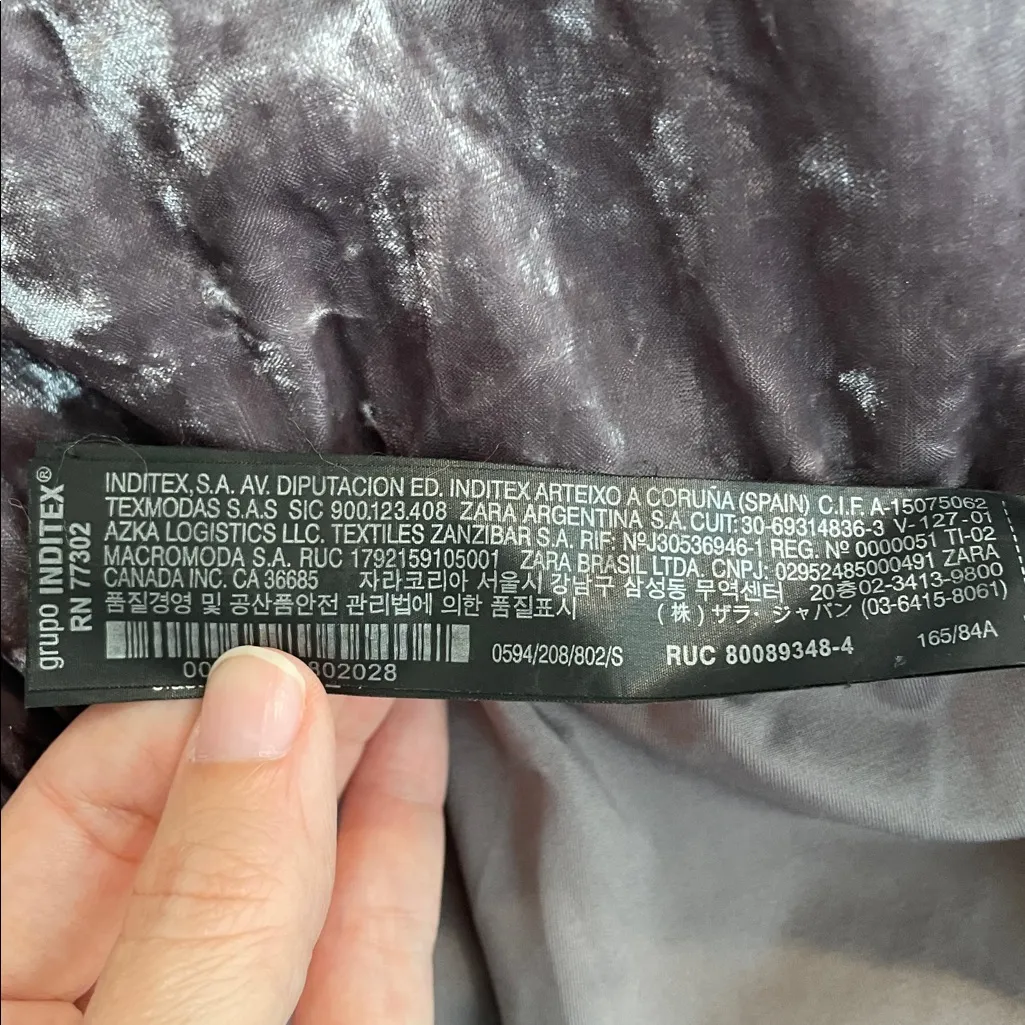 grupo INDITEX®
RN 77302
INDITEX, S.A. AV. DIPUTACION ED. INDITEX ARTEIXO A CORUÑA (SPAIN) C.I.F. A-15075062
TEXMODAS S.A.S SIC 900.123.408 ZARA ARGENTINA S.A. CUIT: 30-69314836-3 V-127-01
AZKA LOGISTICS LLC. TEXTILES ZANZIBAR S.A. RIF: NºJ30536946-1 REG. Nº 0000051 TI-02
MACROMODA S.A. RUC 1792159105001 ZARA BRASIL LTDA. CNPJ: 02952485000491 ZARA
CANADA INC. CA 36685 자라코리아 서울시 강남구 삼성동 무역센터 20층02-3413-9800
품질경영 및 공산품안전 관리법에 의한 품질표시 (株) ザラ・ジャパン (03-6415-8061)
0594/208/802/S RUC 80089348-4 165/84A
00 802028